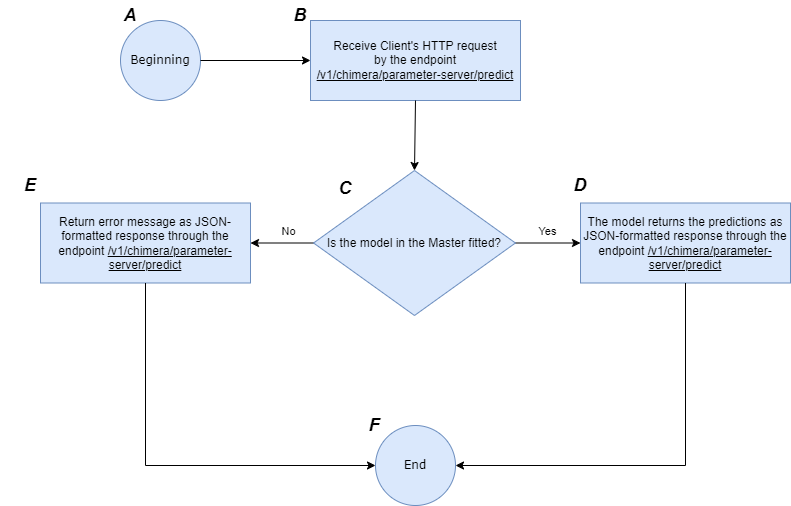 A
B
Beginning
Receive Client's HTTP request
by the endpoint
/v1/chimera/parameter-server/predict
C
Is the model in the Master fitted?
No
Yes
E
Return error message as JSON-
formatted response through the
endpoint /v1/chimera/parameter-
server/predict
D
The model returns the predictions as
JSON-formatted response through the
endpoint /v1/chimera/parameter-
server/predict
F
End